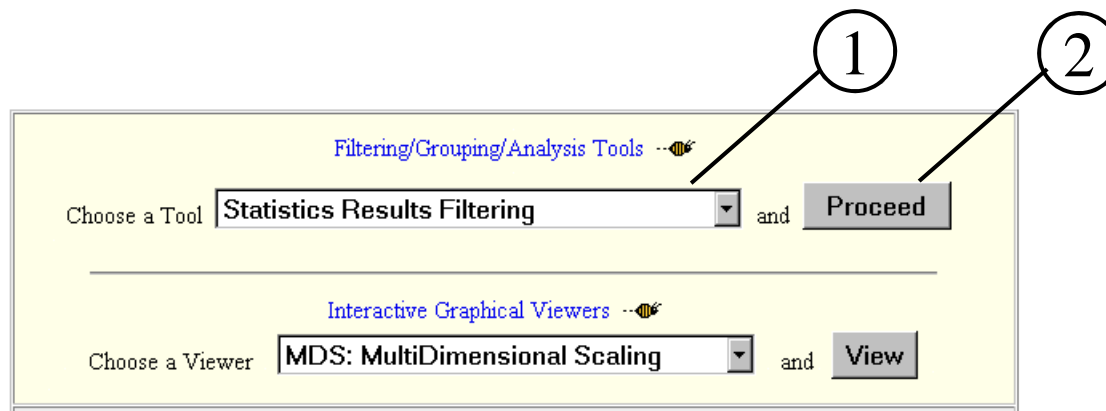 1 2
Filtering/Grouping/Analysis Tools
Choose a Tool Statistics Results Filtering and Proceed
Interactive Graphical Viewers
Choose a Viewer MDS: MultiDimensional Scaling and View